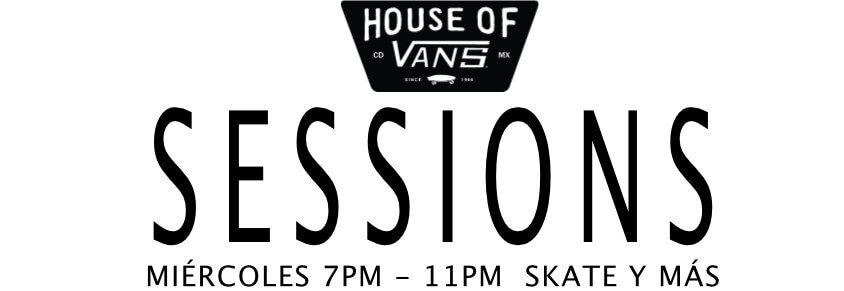 HOUSE OF
CD VANS MX
SINCE 1966
SESSIONS
MIÉRCOLES 7PM - 11PM SKATE Y MÁS